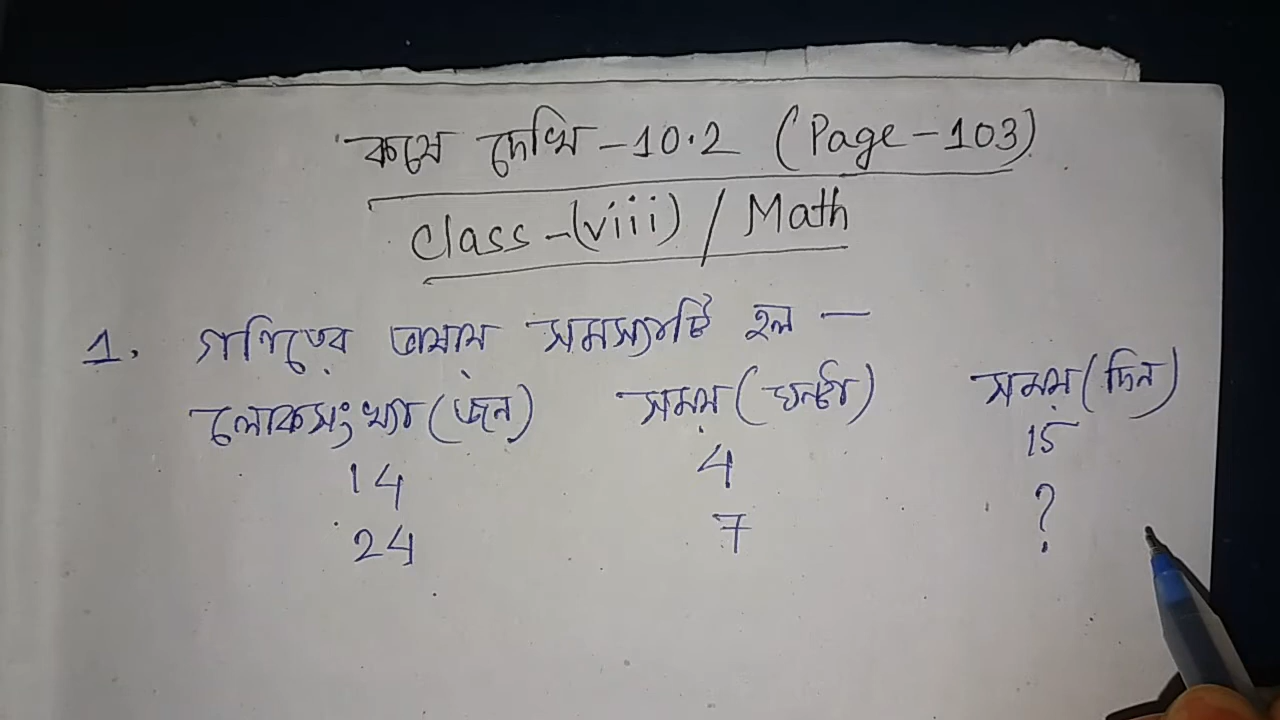 কষে দেখি - 10.2 (Page - 103)
Class - (viii) / Math
1. গণিতের ভাষায় সমস্যাটি হল —
লোকসংখ্যা (জন) সময় (ঘন্টা) সময় (দিন)
14 4 15
24 7 ?